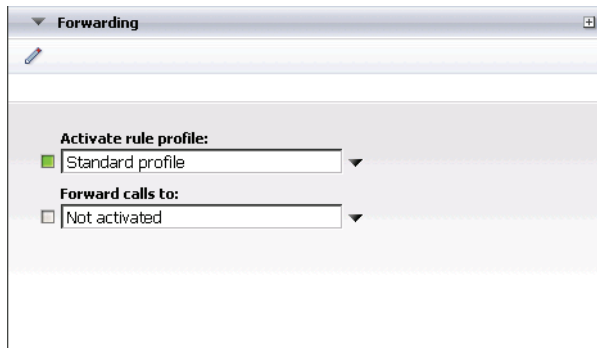 Forwarding
Activate rule profile:
Standard profile
Forward calls to:
Not activated